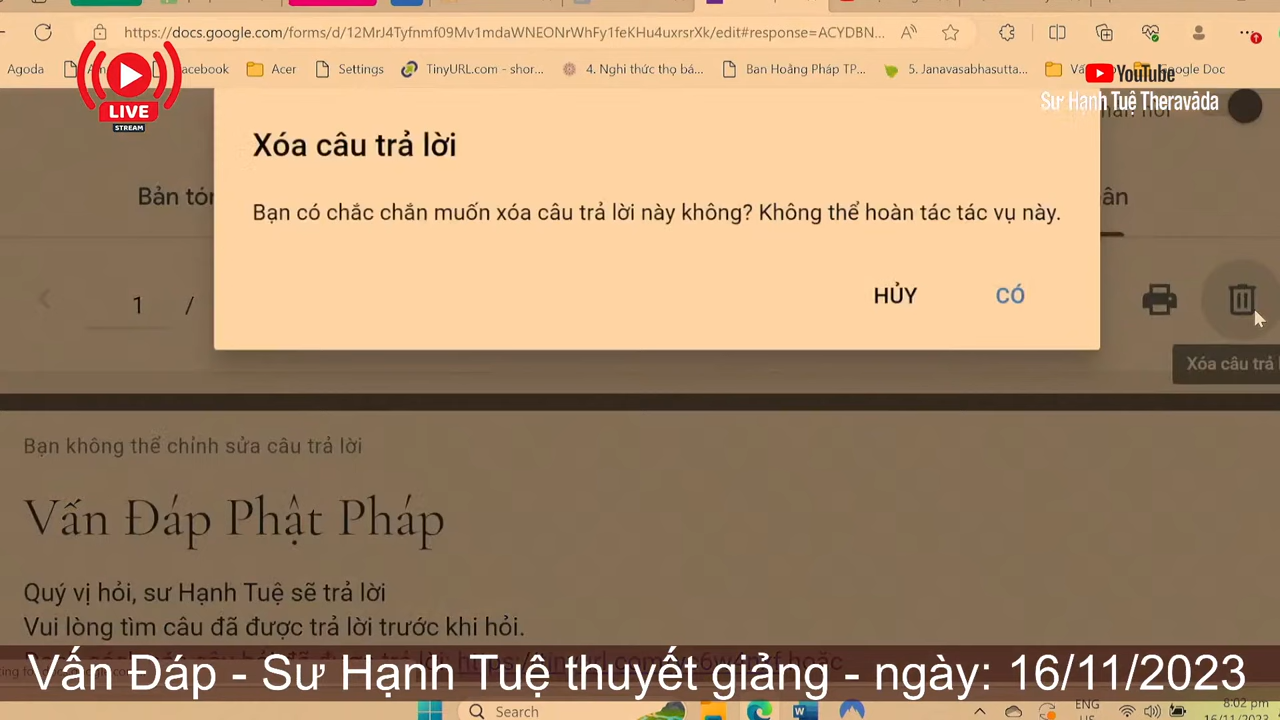 https://docs.google.com/forms/d/12MrJ4Tyfnmf09Mv1mdaWNEONrWhFy1feKHu4uxrsrXk/edit#response=ACYDBN...
Agoda
acebook
Acer
Settings
TinyURL.com - shor...
4. Nghi thức thọ bá...
Ban Hoằng Pháp TP...
5. Janavasabhasutta...
Google Doc
LIVE
STREAM
YouTube
Sư Hạnh Tuệ Theravāda
Xóa câu trả lời
Bạn có chắc chắn muốn xóa câu trả lời này không? Không thể hoàn tác tác vụ này.
HỦY
CÓ
1 /
Xóa câu trả
Bạn không thể chỉnh sửa câu trả lời
Vấn Đáp Phật Pháp
Quý vị hỏi, sư Hạnh Tuệ sẽ trả lời
Vui lòng tìm câu đã được trả lời trước khi hỏi.
Vấn Đáp - Sư Hạnh Tuệ thuyết giảng - ngày: 16/11/2023
Search
ENG
8:02 pm